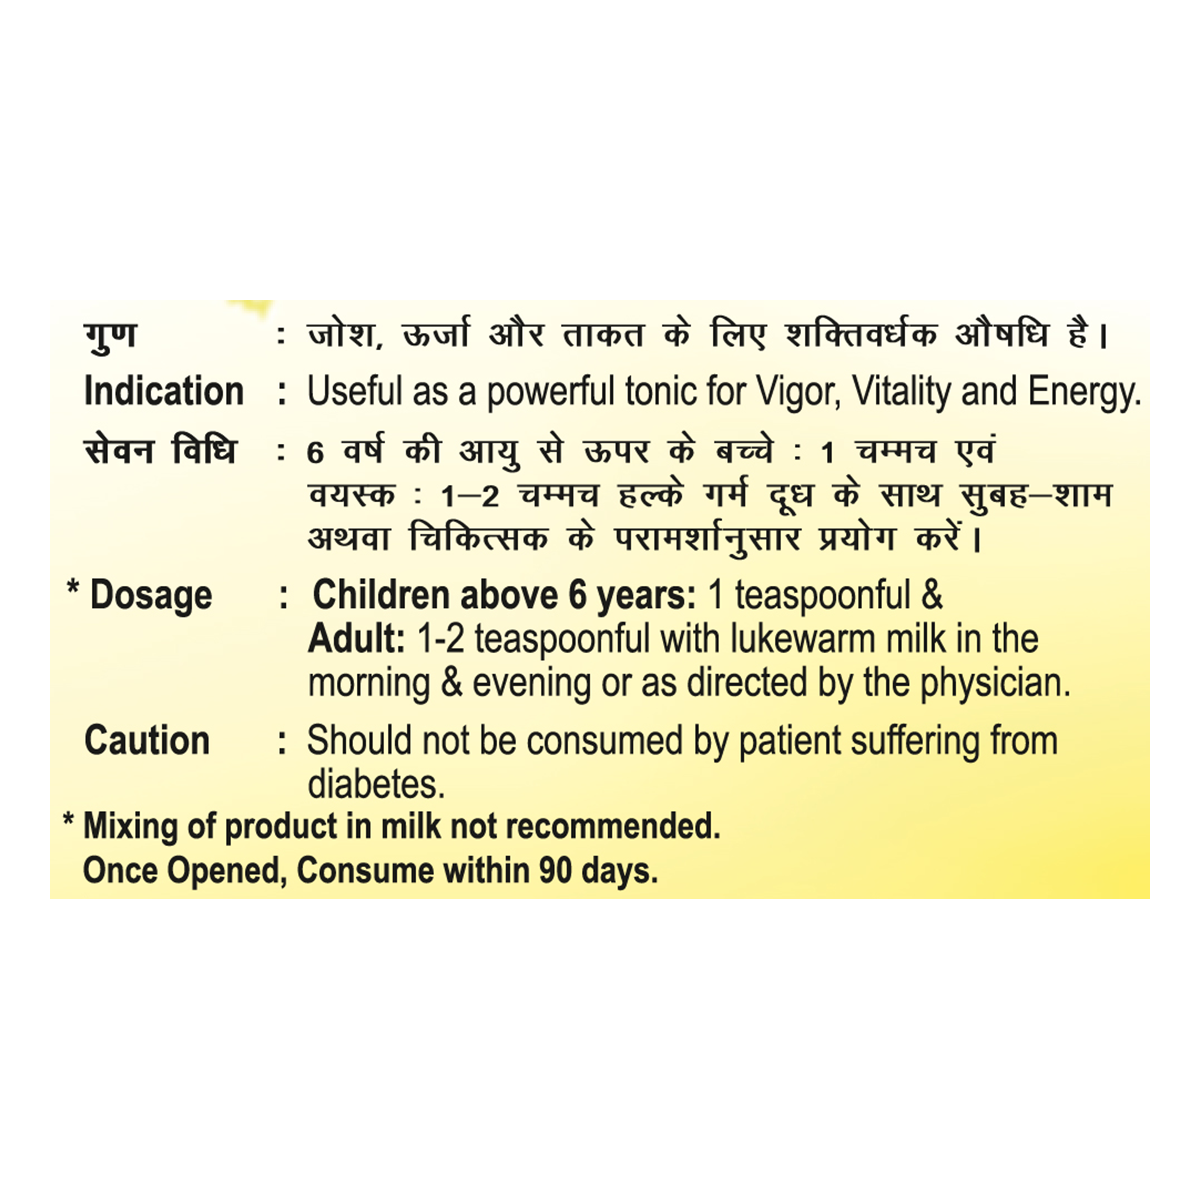 गुण : जोश, ऊर्जा और ताकत के लिए शक्तिवर्धक औषधि है।
Indication : Useful as a powerful tonic for Vigor, Vitality and Energy.
सेवन विधि : 6 वर्ष की आयु से ऊपर के बच्चे : 1 चम्मच एवं
वयस्क : 1–2 चम्मच हल्के गर्म दूध के साथ सुबह–शाम
अथवा चिकित्सक के परामर्शानुसार प्रयोग करें।
* Dosage : Children above 6 years: 1 teaspoonful &
Adult: 1-2 teaspoonful with lukewarm milk in the
morning & evening or as directed by the physician.
Caution : Should not be consumed by patient suffering from
diabetes.
* Mixing of product in milk not recommended.
Once Opened, Consume within 90 days.